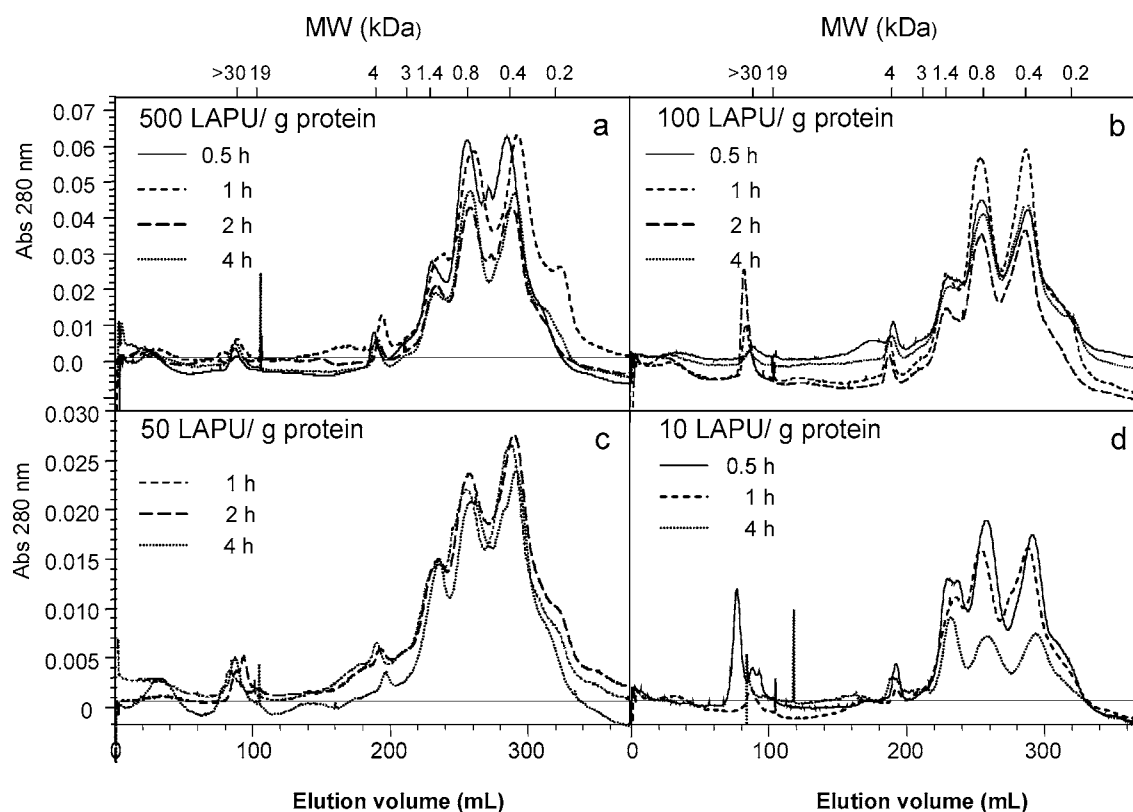 MW (kDa) MW (kDa)
>30 19 4 3 1.4 0.8 0.4 0.2 >30 19 4 3 1.4 0.8 0.4 0.2
0.07
0.06
0.05
0.04
0.03
0.02
0.01
0.0
Abs 280 nm
500 LAPU/ g protein a
0.5 h
1 h
2 h
4 h
100 LAPU/ g protein b
0.5 h
1 h
2 h
4 h
0.030
0.025
0.020
0.015
0.010
0.005
0
Abs 280 nm
50 LAPU/ g protein c
1 h
2 h
4 h
10 LAPU/ g protein d
0.5 h
1 h
4 h
0 100 200 300 0 100 200 300
Elution volume (mL) Elution volume (mL)